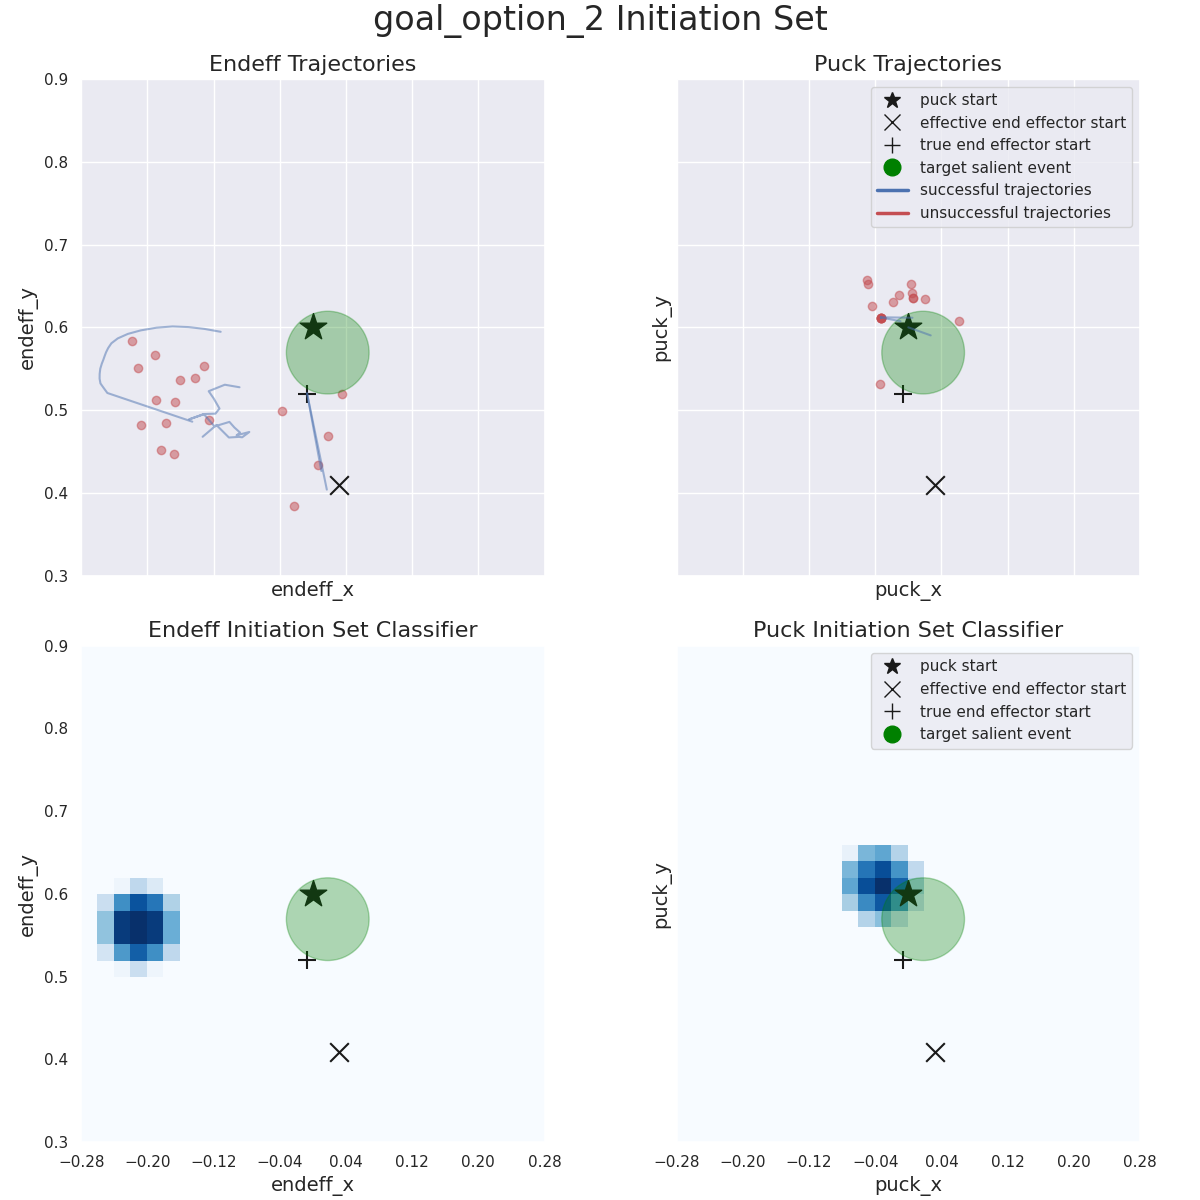 goal_option_2 Initiation Set
Endeff Trajectories
0.9
0.8
0.7
0.6
0.5
0.4
0.3
endeff_y
endeff_x
Puck Trajectories
puck start
effective end effector start
true end effector start
target salient event
successful trajectories
unsuccessful trajectories
puck_y
puck_x
Endeff Initiation Set Classifier
0.9
0.8
0.7
0.6
0.5
0.4
0.3
endeff_y
−0.28 −0.20 −0.12 −0.04 0.04 0.12 0.20 0.28
endeff_x
Puck Initiation Set Classifier
puck start
effective end effector start
true end effector start
target salient event
puck_y
−0.28 −0.20 −0.12 −0.04 0.04 0.12 0.20 0.28
puck_x